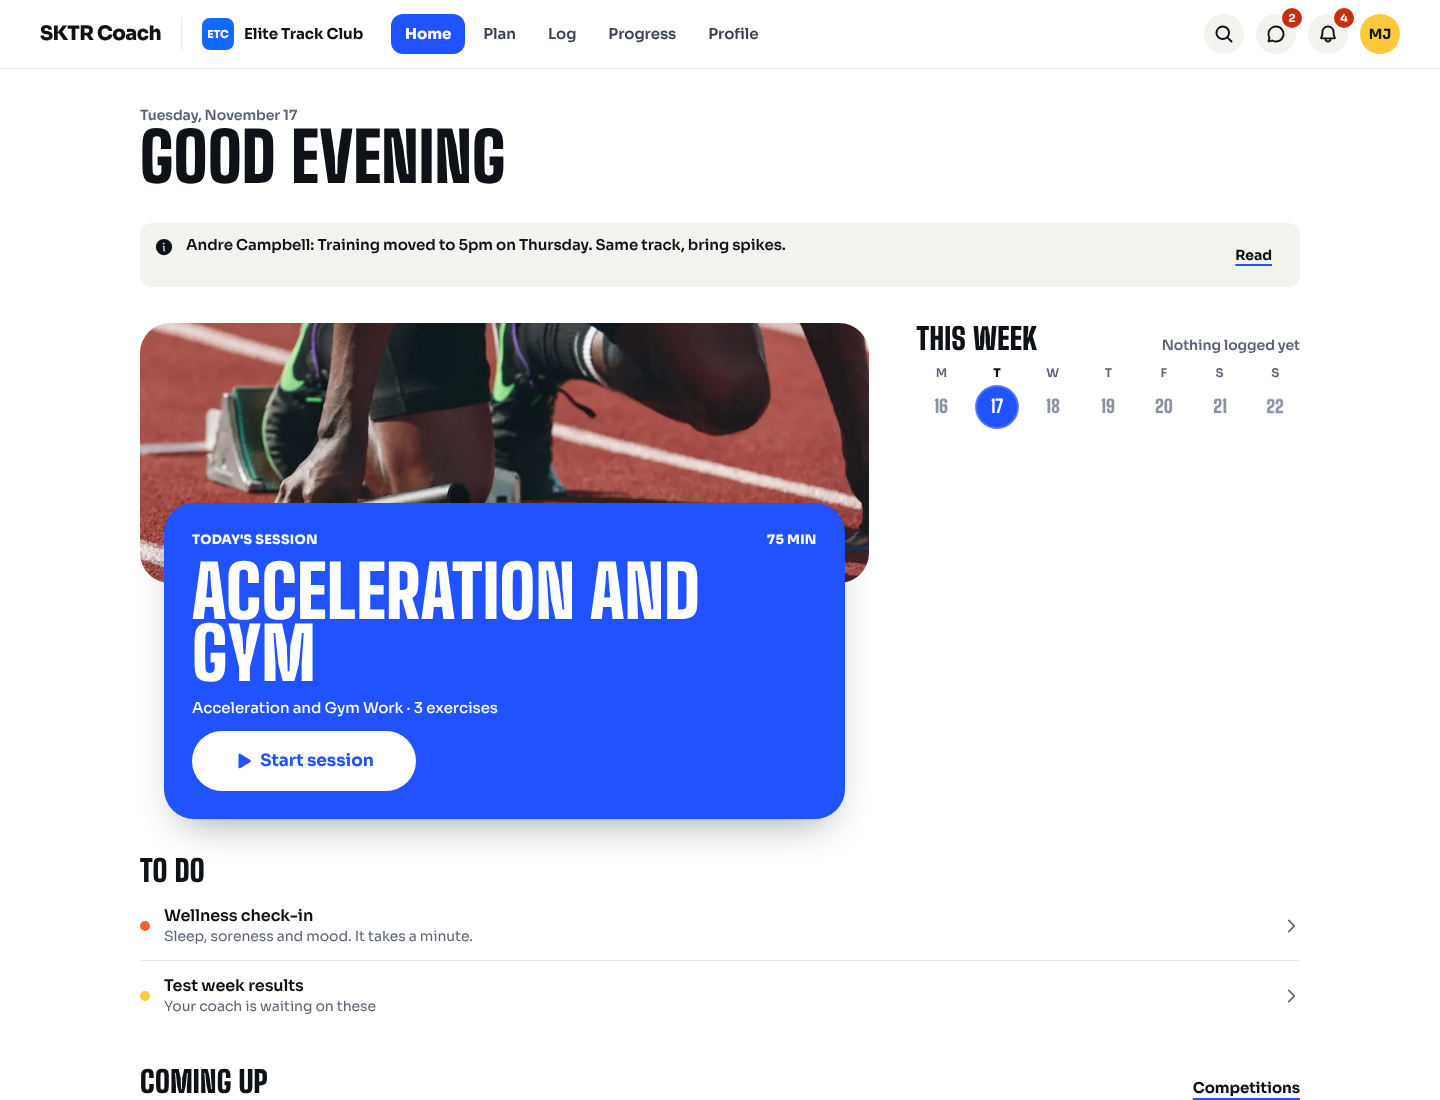 SKTR Coach
ETC
Elite Track Club
Home
Plan
Log
Progress
Profile
2
4
MJ
Tuesday, November 17
GOOD EVENING
Andre Campbell: Training moved to 5pm on Thursday. Same track, bring spikes.
Read
TODAY'S SESSION
75 MIN
ACCELERATION AND
GYM
Acceleration and Gym Work · 3 exercises
Start session
THIS WEEK
Nothing logged yet
M T W T F S S
16 17 18 19 20 21 22
TO DO
Wellness check-in
Sleep, soreness and mood. It takes a minute.
Test week results
Your coach is waiting on these
COMING UP
Competitions